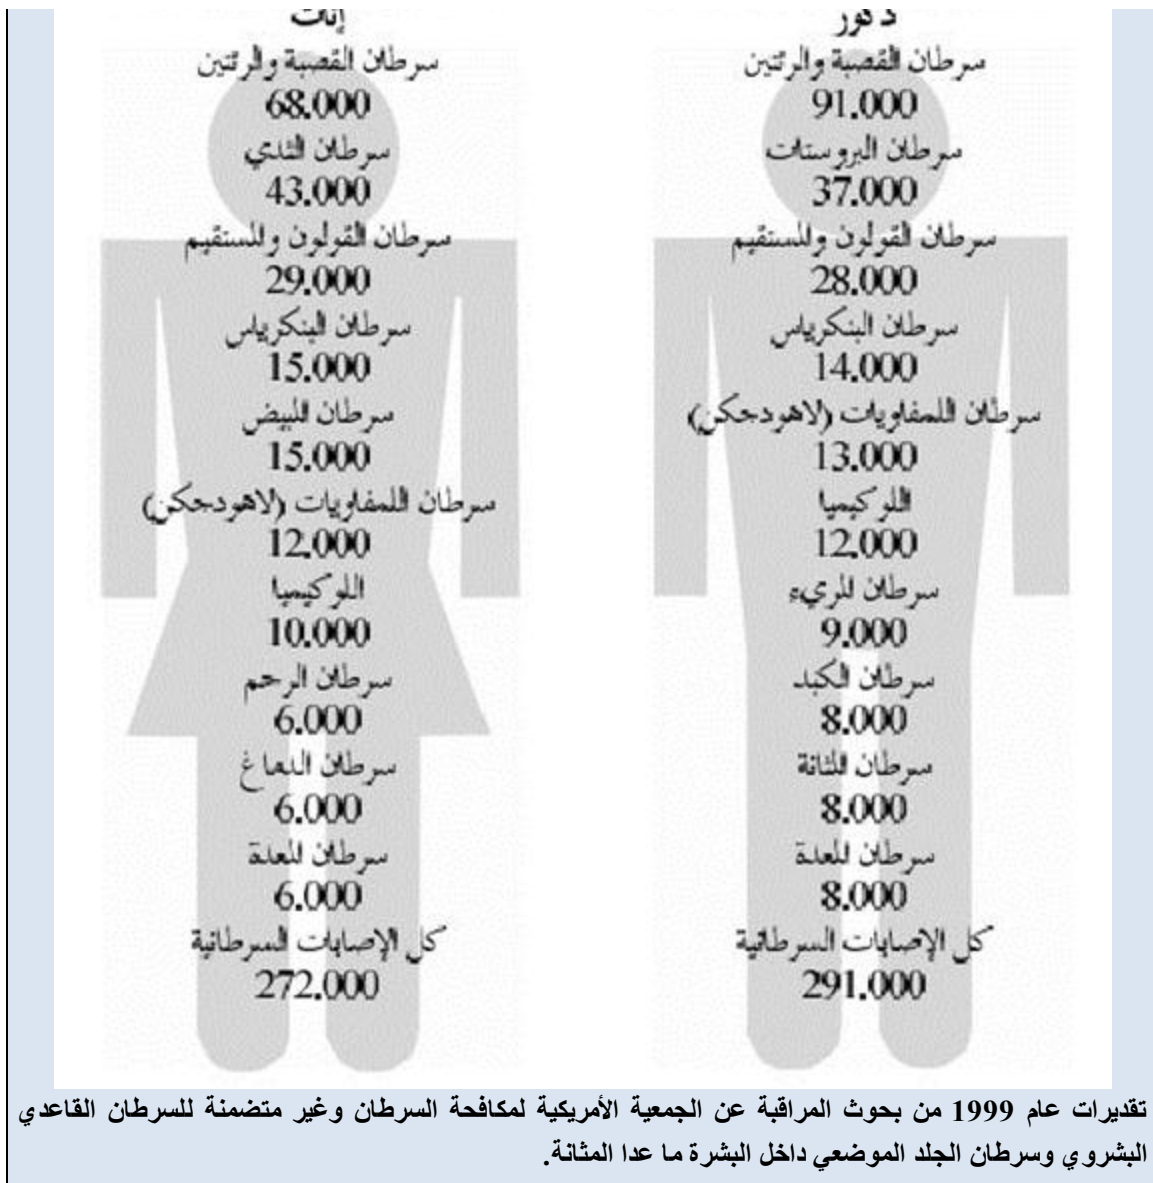 ذكور
سرطان القصبة والرئتين
91.000
سرطان البروستات
37.000
سرطان القولون والمستقيم
28.000
سرطان البنكرياس
14.000
سرطان اللمفاويات (لاهودجكن)
13.000
اللوكيميا
12.000
سرطان المريء
9.000
سرطان الكبد
8.000
سرطان المثانة
8.000
سرطان المعدة
8.000
كل الإصابات السرطانية
291.000
إناث
سرطان القصبة والرئتين
68.000
سرطان الثدي
43.000
سرطان القولون والمستقيم
29.000
سرطان البنكرياس
15.000
سرطان المبيض
15.000
سرطان اللمفاويات (لاهودجكن)
12.000
اللوكيميا
10.000
سرطان الرحم
6.000
سرطان الدماغ
6.000
سرطان المعدة
6.000
كل الإصابات السرطانية
272.000
تقديرات عام 1999 من بحوث المراقبة عن الجمعية الأمريكية لمكافحة السرطان وغير متضمنة للسرطان القاعدي
البشروي وسرطان الجلد الموضعي داخل البشرة ما عدا المثانة.